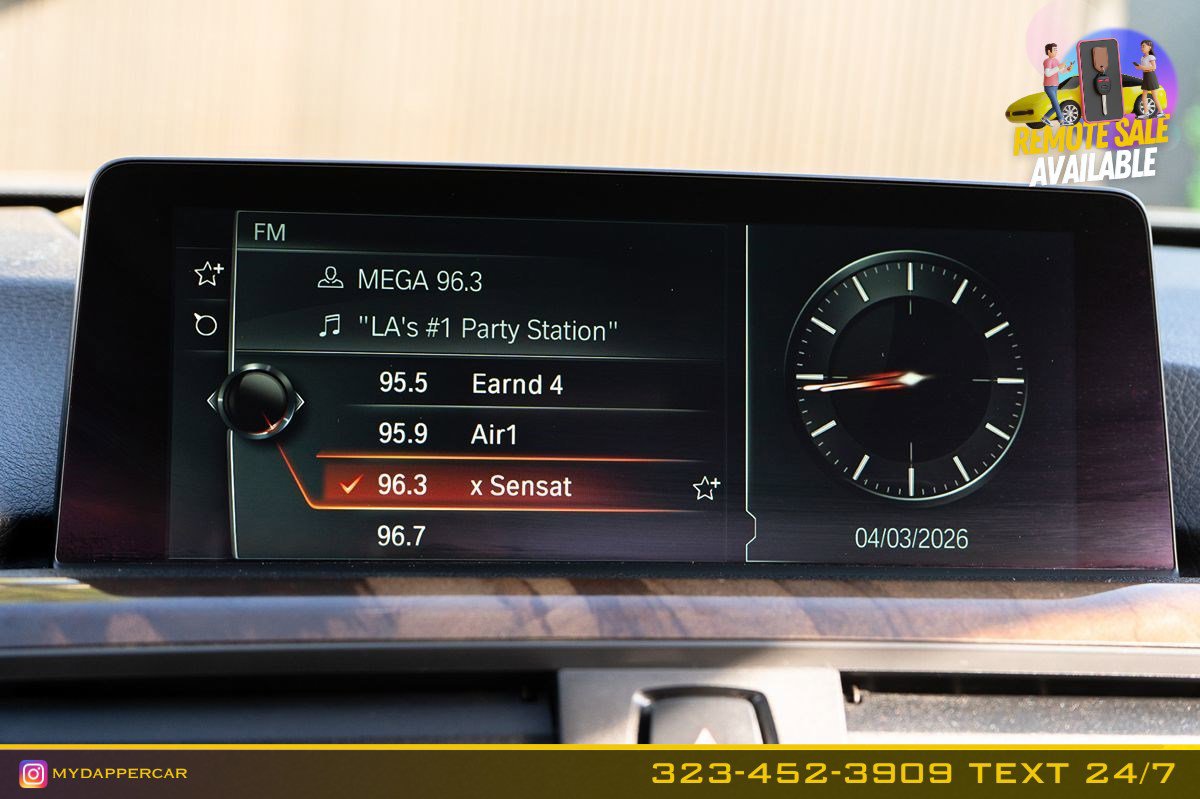 REMOTE SALE
AVAILABLE
FM
MEGA 96.3
"LA's #1 Party Station"
95.5 Earnd 4
95.9 Air1
96.3 x Sensat
96.7
04/03/2026
MYDAPPERCAR
323-452-3909 TEXT 24/7